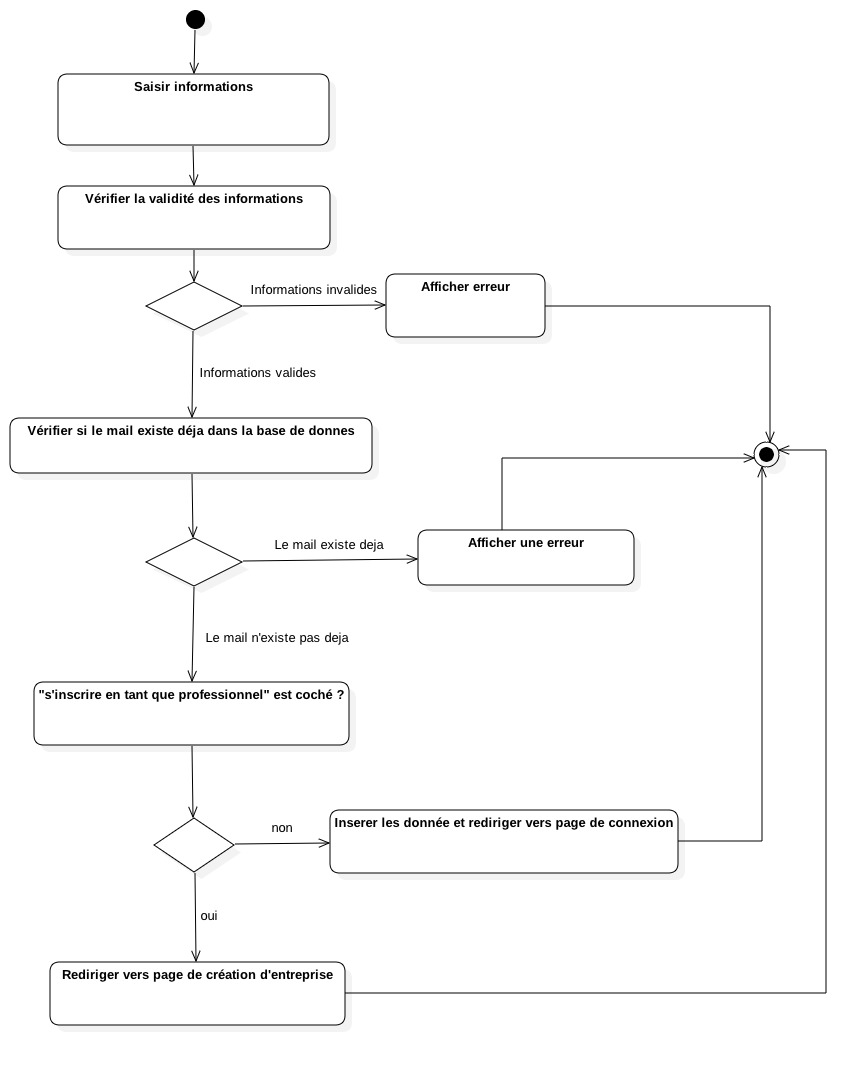 Saisir informations
Vérifier la validité des informations
Informations invalides
Afficher erreur
Informations valides
Vérifier si le mail existe déja dans la base de donnes
Le mail existe deja
Afficher une erreur
Le mail n'existe pas deja
"s'inscrire en tant que professionnel" est coché ?
non
Inserer les donnée et rediriger vers page de connexion
oui
Rediriger vers page de création d'entreprise